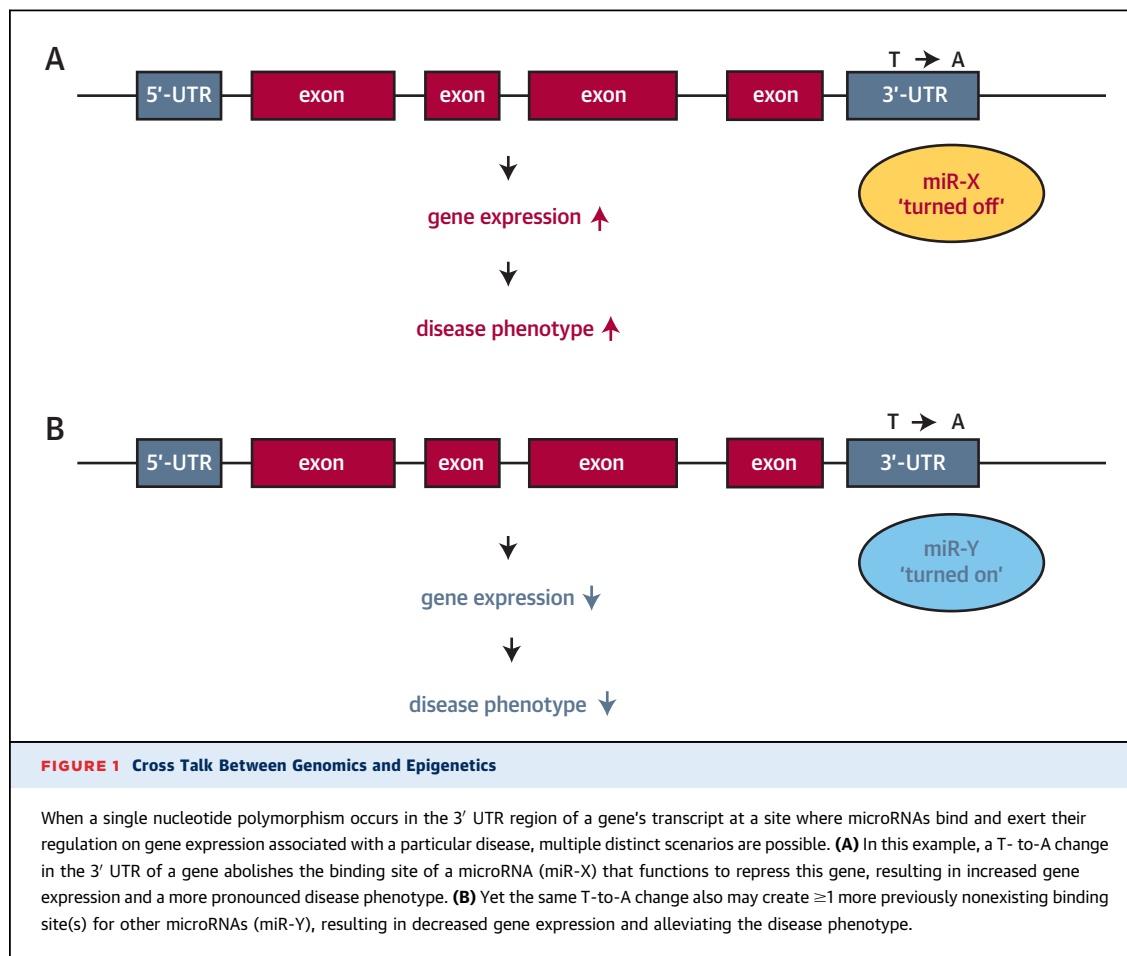 A
T → A
5′-UTR exon exon exon exon 3′-UTR
miR-X
‘turned off’
gene expression ↑
disease phenotype ↑
B
T → A
5′-UTR exon exon exon exon 3′-UTR
miR-Y
‘turned on’
gene expression ↓
disease phenotype ↓
FIGURE 1 Cross Talk Between Genomics and Epigenetics
When a single nucleotide polymorphism occurs in the 3′ UTR region of a gene's transcript at a site where microRNAs bind and exert their
regulation on gene expression associated with a particular disease, multiple distinct scenarios are possible. (A) In this example, a T- to-A change
in the 3′ UTR of a gene abolishes the binding site of a microRNA (miR-X) that functions to repress this gene, resulting in increased gene
expression and a more pronounced disease phenotype. (B) Yet the same T-to-A change also may create ≥1 more previously nonexisting binding
site(s) for other microRNAs (miR-Y), resulting in decreased gene expression and alleviating the disease phenotype.